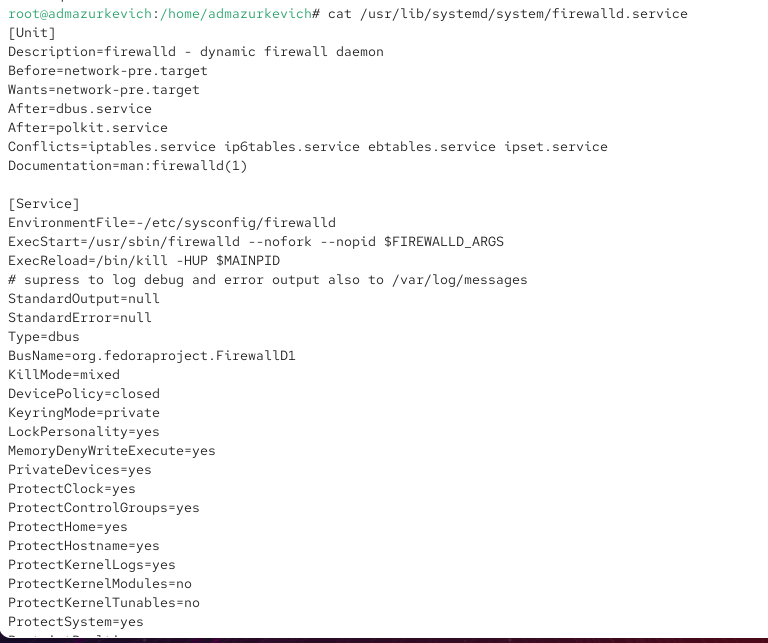 root@admazurkevich:/home/admazurkevich# cat /usr/lib/systemd/system/firewalld.service
[Unit]
Description=firewalld - dynamic firewall daemon
Before=network-pre.target
Wants=network-pre.target
After=dbus.service
After=polkit.service
Conflicts=iptables.service ip6tables.service ebtables.service ipset.service
Documentation=man:firewalld(1)

[Service]
EnvironmentFile=-/etc/sysconfig/firewalld
ExecStart=/usr/sbin/firewalld --nofork --nopid $FIREWALLD_ARGS
ExecReload=/bin/kill -HUP $MAINPID
# supress to log debug and error output also to /var/log/messages
StandardOutput=null
StandardError=null
Type=dbus
BusName=org.fedoraproject.FirewallD1
KillMode=mixed
DevicePolicy=closed
KeyringMode=private
LockPersonality=yes
MemoryDenyWriteExecute=yes
PrivateDevices=yes
ProtectClock=yes
ProtectControlGroups=yes
ProtectHome=yes
ProtectHostname=yes
ProtectKernelLogs=yes
ProtectKernelModules=no
ProtectKernelTunables=no
ProtectSystem=yes